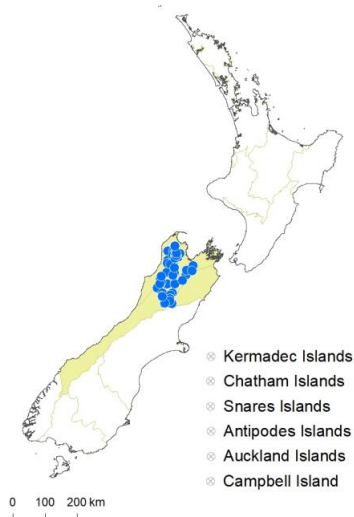 Kermadec Islands
Chatham Islands
Snares Islands
Antipodes Islands
Auckland Islands
Campbell Island
0 100 200 km